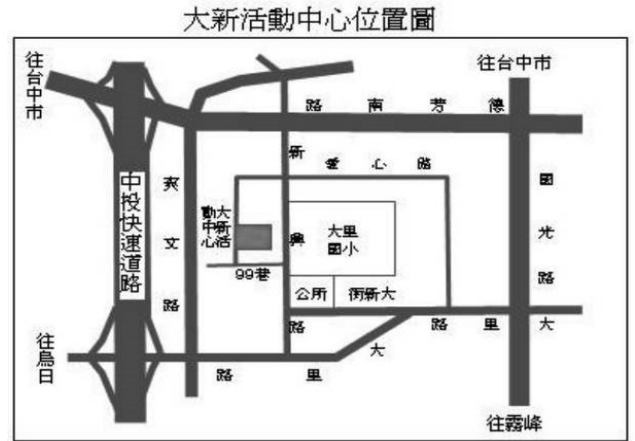 大新活動中心位置圖
往台中市
往台中市
德芳南路
愛心路
新興路
中投快速道路
爽文路
國光路
大新活
動中心
大里
國小
99巷
公所
大新街
大里路
大里路
往烏日
往霧峰